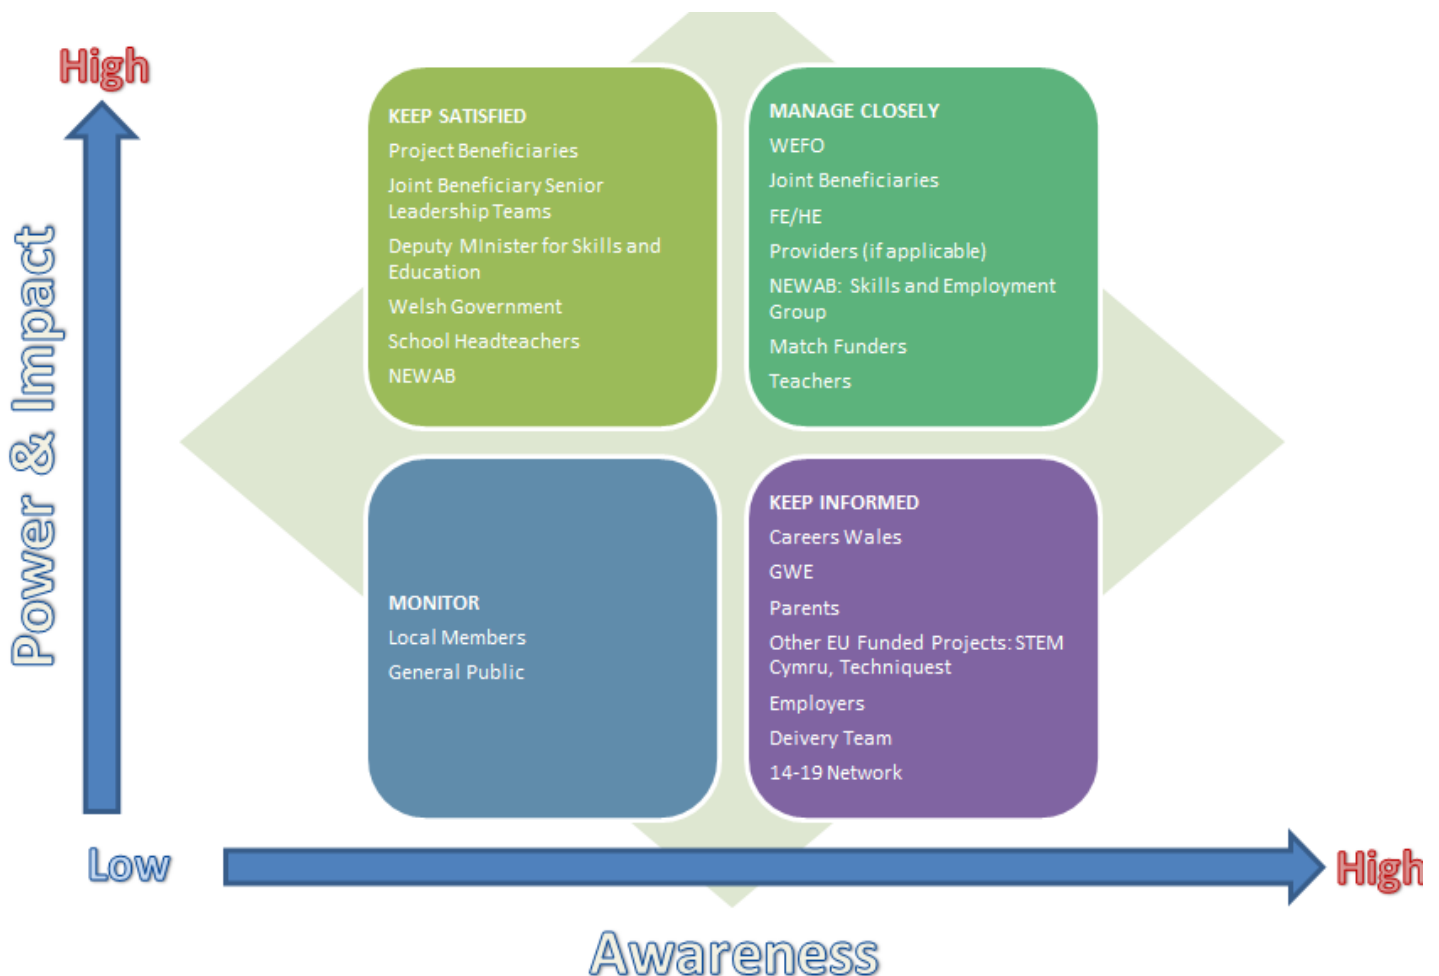 High
KEEP SATISFIED
Project Beneficiaries
Joint Beneficiary Senior
Leadership Teams
Deputy MInister for Skills and
Education
Welsh Government
School Headteachers
NEWAB
MANAGE CLOSELY
WEFO
Joint Beneficiaries
FE/HE
Providers (if applicable)
NEWAB: Skills and Employment
Group
Match Funders
Teachers
Power & Impact
MONITOR
Local Members
General Public
KEEP INFORMED
Careers Wales
GWE
Parents
Other EU Funded Projects: STEM
Cymru, Techniquest
Employers
Deivery Team
14-19 Network
Low
High
Awareness